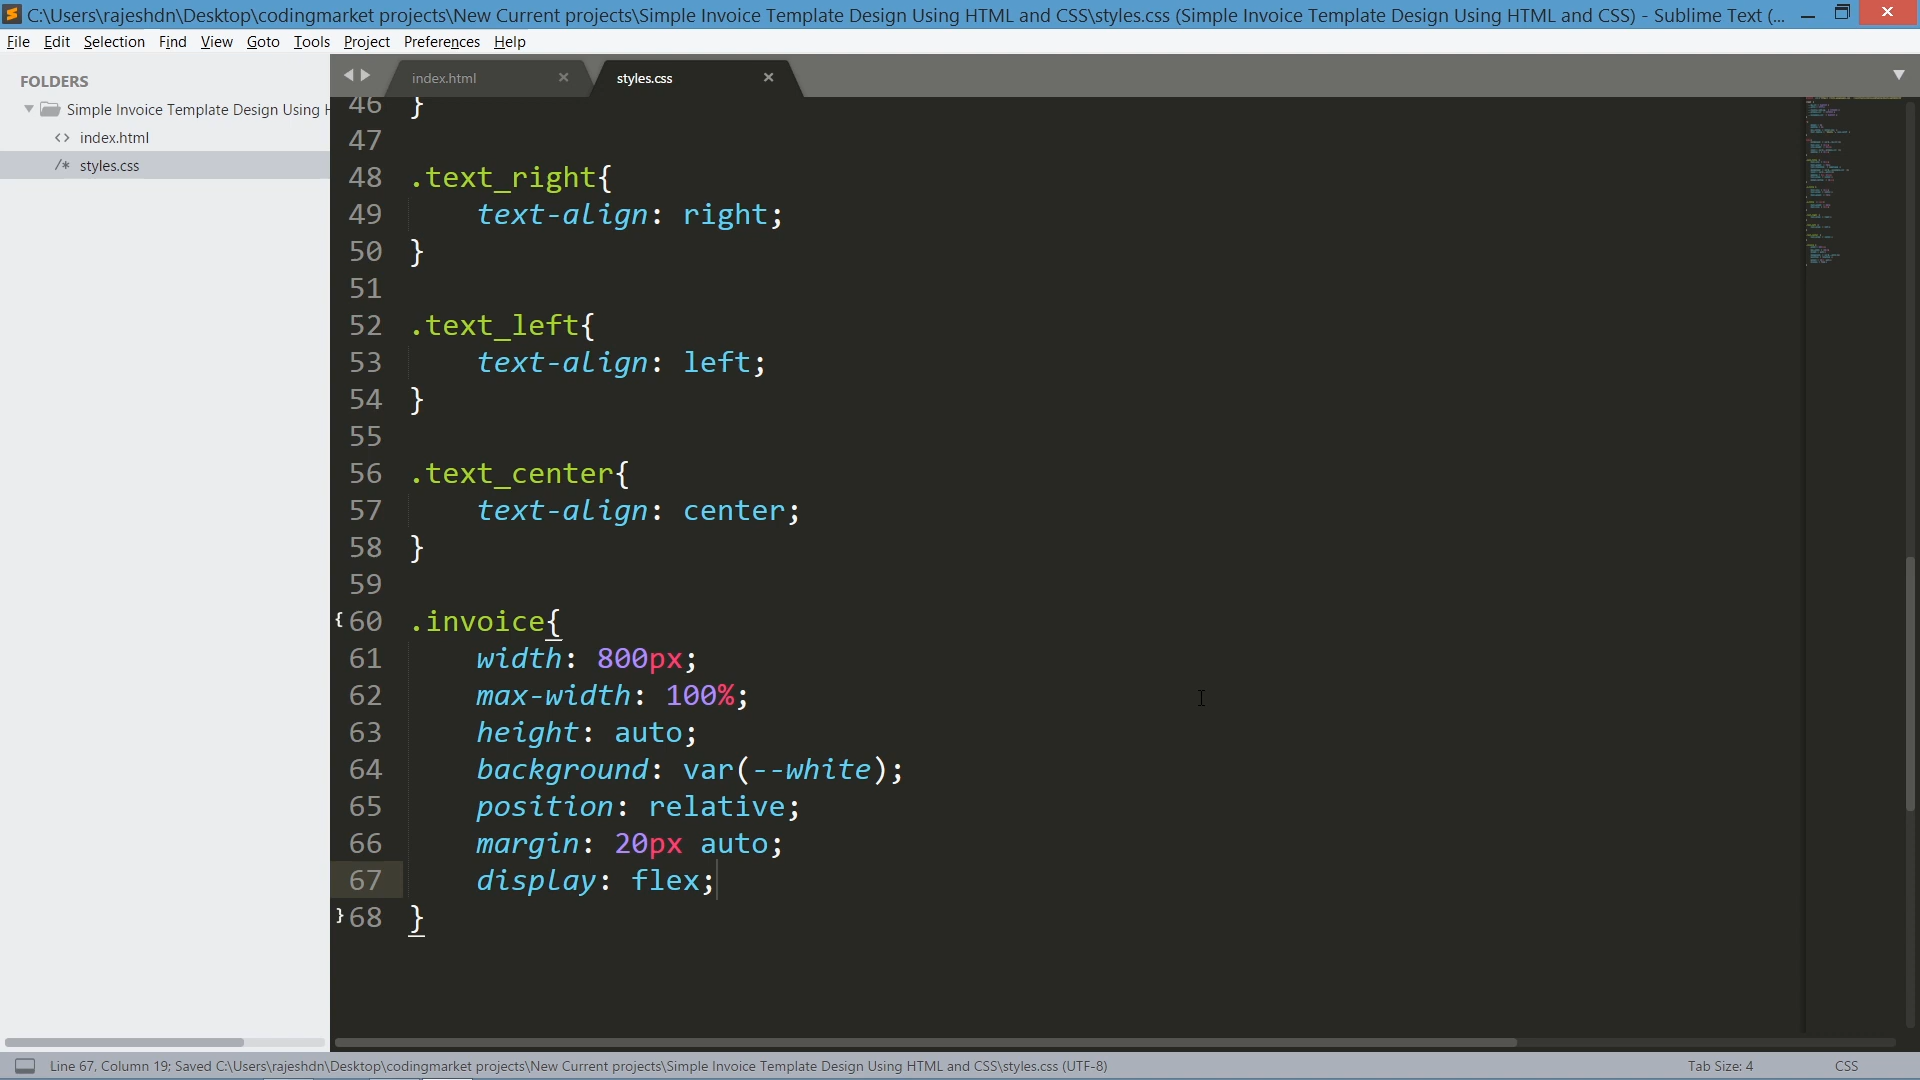 C:\Users\rajeshdn\Desktop\codingmarket projects\New Current projects\Simple Invoice Template Design Using HTML and CSS\styles.css (Simple Invoice Template Design Using HTML and CSS) - Sublime Text (...
File Edit Selection Find View Goto Tools Project Preferences Help
FOLDERS
Simple Invoice Template Design Using H
<> index.html
/* styles.css
index.html
styles.css
46 }
47
48 .text_right{
49     text-align: right;
50 }
51
52 .text_left{
53     text-align: left;
54 }
55
56 .text_center{
57     text-align: center;
58 }
59
60 .invoice{
61     width: 800px;
62     max-width: 100%;
63     height: auto;
64     background: var(--white);
65     position: relative;
66     margin: 20px auto;
67     display: flex;
68 }
Line 67, Column 19; Saved C:\Users\rajeshdn\Desktop\codingmarket projects\New Current projects\Simple Invoice Template Design Using HTML and CSS\styles.css (UTF-8) Tab Size: 4 CSS